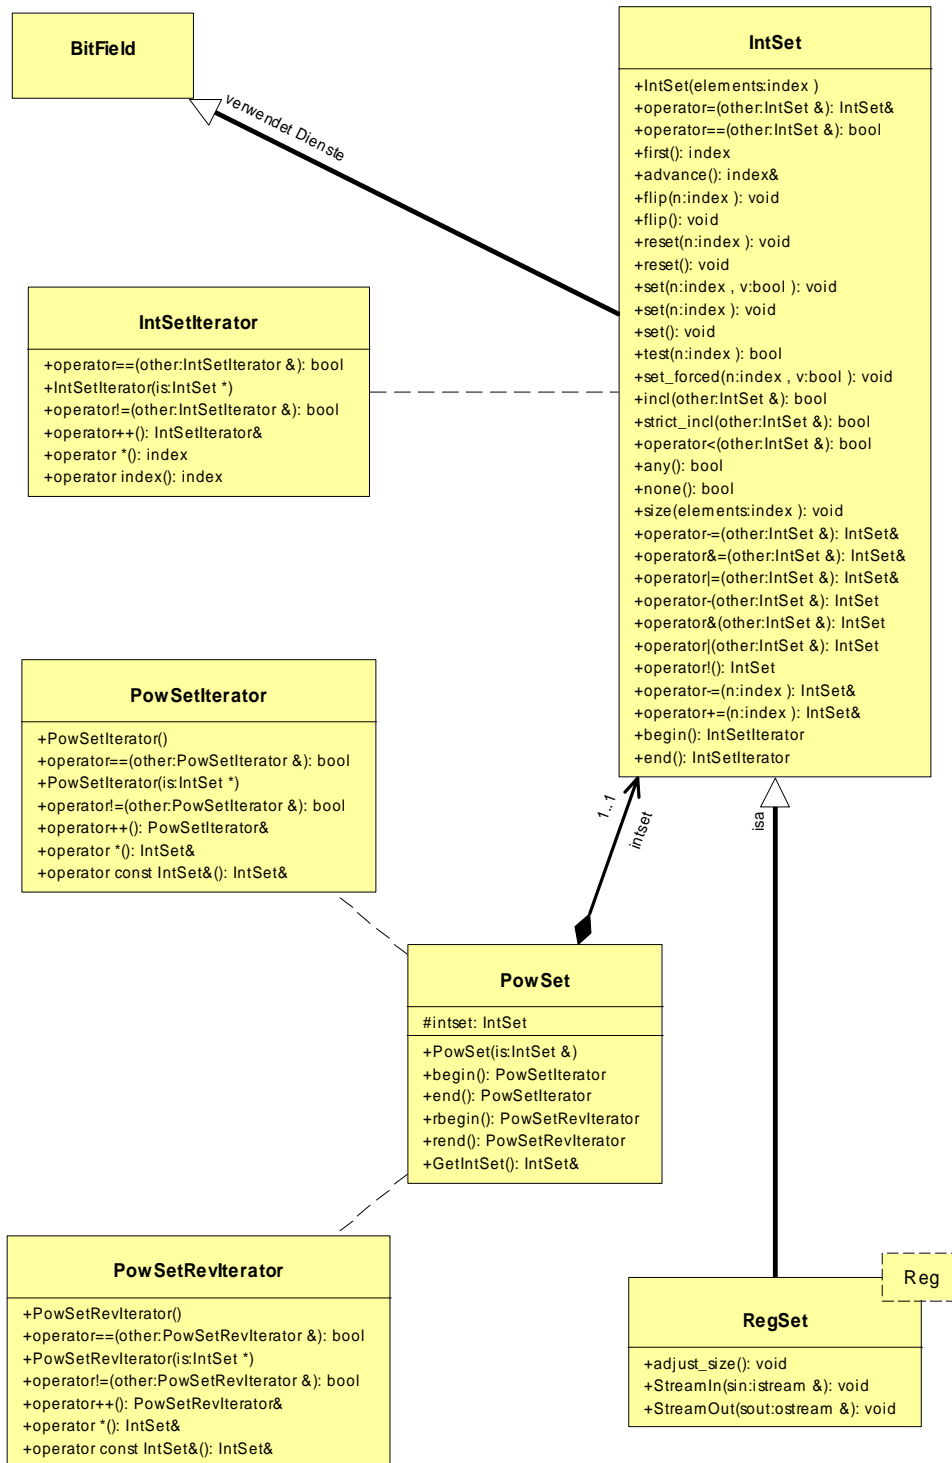 BitField
verwendet Dienste
IntSet
+IntSet(elements:index )
+operator=(other:IntSet &): IntSet&
+operator==(other:IntSet &): bool
+first(): index
+advance(): index&
+flip(n:index ): void
+flip(): void
+reset(n:index ): void
+reset(): void
+set(n:index , v:bool ): void
+set(n:index ): void
+set(): void
+test(n:index ): bool
+set_forced(n:index , v:bool ): void
+incl(other:IntSet &): bool
+strict_incl(other:IntSet &): bool
+operator<(other:IntSet &): bool
+any(): bool
+none(): bool
+size(elements:index ): void
+operator-=(other:IntSet &): IntSet&
+operator&=(other:IntSet &): IntSet&
+operator|=(other:IntSet &): IntSet&
+operator-(other:IntSet &): IntSet
+operator&(other:IntSet &): IntSet
+operator|(other:IntSet &): IntSet
+operator!(): IntSet
+operator-=(n:index ): IntSet&
+operator+=(n:index ): IntSet&
+begin(): IntSetIterator
+end(): IntSetIterator
IntSetIterator
+operator==(other:IntSetIterator &): bool
+IntSetIterator(is:IntSet *)
+operator!=(other:IntSetIterator &): bool
+operator++(): IntSetIterator&
+operator *(): index
+operator index(): index
PowSetIterator
+PowSetIterator()
+operator==(other:PowSetIterator &): bool
+PowSetIterator(is:IntSet *)
+operator!=(other:PowSetIterator &): bool
+operator++(): PowSetIterator&
+operator *(): IntSet&
+operator const IntSet&(): IntSet&
1..1
intset
isa
PowSet
#intset: IntSet
+PowSet(is:IntSet &)
+begin(): PowSetIterator
+end(): PowSetIterator
+rbegin(): PowSetRevIterator
+rend(): PowSetRevIterator
+GetIntSet(): IntSet&
PowSetRevIterator
+PowSetRevIterator()
+operator==(other:PowSetRevIterator &): bool
+PowSetRevIterator(is:IntSet *)
+operator!=(other:PowSetRevIterator &): bool
+operator++(): PowSetRevIterator&
+operator *(): IntSet&
+operator const IntSet&(): IntSet&
Reg
RegSet
+adjust_size(): void
+StreamIn(sin:istream &): void
+StreamOut(sout:ostream &): void